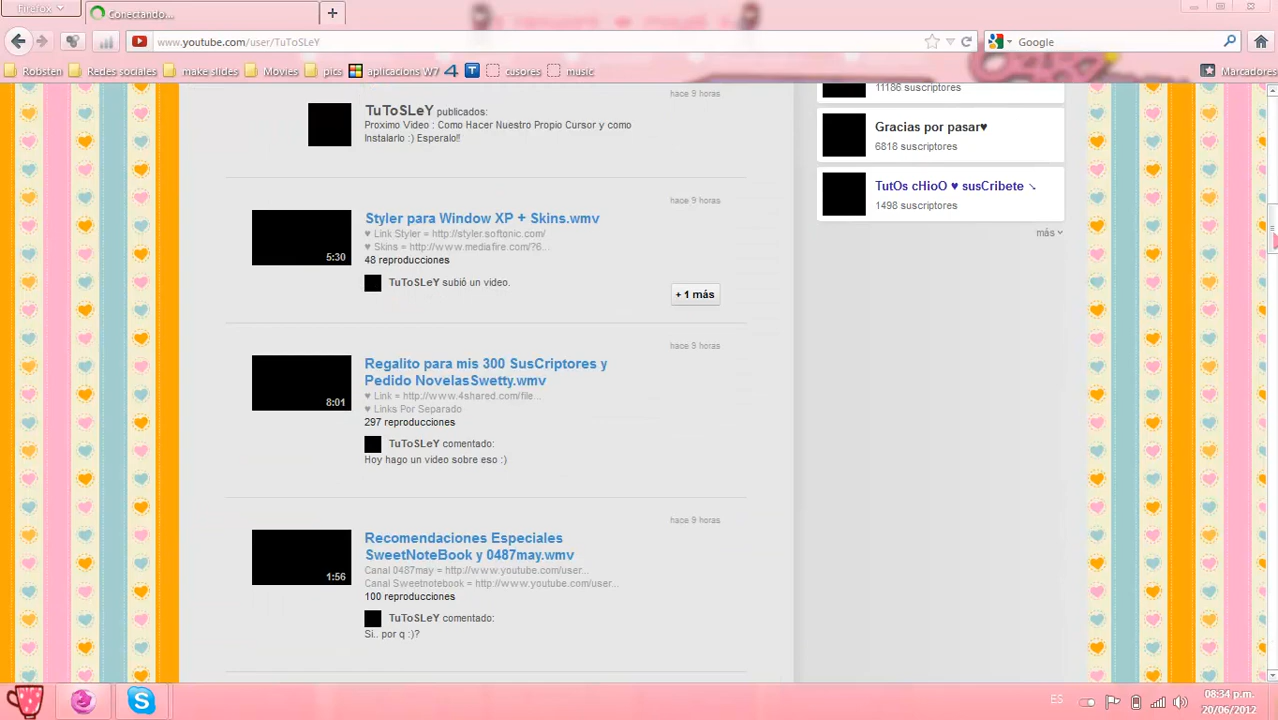 Firefox
Conectando...
www.youtube.com/user/TuToSLeY
Google
Robsten
Redes sociales
make slides
Movies
pics
aplicacions W7
cusores
music
Marcadores
hace 9 horas
TuToSLeY publicados:
Proximo Video : Como Hacer Nuestro Propio Cursor y como
Instalarlo :) Esperalo!!
hace 9 horas
Styler para Window XP + Skins.wmv
♥ Link Styler = http://styler.softonic.com/
♥ Skins = http://www.mediafire.com/?6...
48 reproducciones
5:30
TuToSLeY subió un video.
+ 1 más
hace 9 horas
Regalito para mis 300 SusCriptores y
Pedido NovelasSwetty.wmv
♥ Link = http://www.4shared.com/file...
8:01
♥ Links Por Separado
297 reproducciones
TuToSLeY comentado:
Hoy hago un video sobre eso :)
hace 9 horas
Recomendaciones Especiales
SweetNoteBook y 0487may.wmv
Canal 0487may = http://www.youtube.com/user...
1:56
Canal Sweetnotebook = http://www.youtube.com/user...
100 reproducciones
TuToSLeY comentado:
Si.. por q :)?
11186 suscriptores
Gracias por pasar♥
6818 suscriptores
TutOs cHioO ♥ susCribete ↘
1498 suscriptores
más
ES
08:34 p.m.
20/06/2012